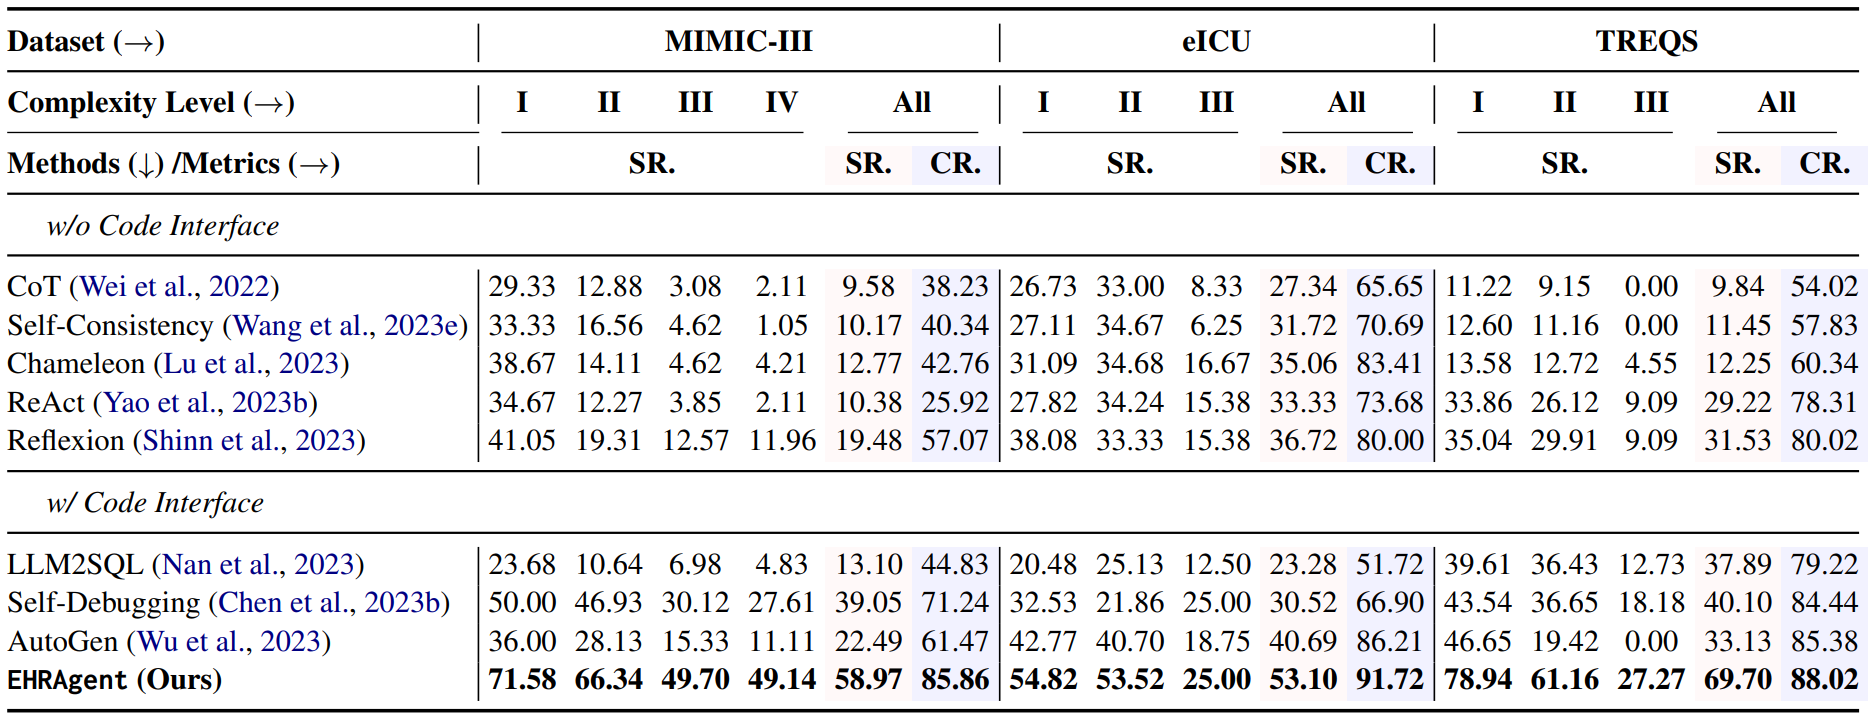 Dataset (→) MIMIC-III eICU TREQS
Complexity Level (→) I II III IV All I II III All I II III All
Methods (↓) /Metrics (→) SR. SR. CR. SR. SR. CR. SR. SR. CR.
w/o Code Interface
CoT (Wei et al., 2022) 29.33 12.88 3.08 2.11 9.58 38.23 26.73 33.00 8.33 27.34 65.65 11.22 9.15 0.00 9.84 54.02
Self-Consistency (Wang et al., 2023e) 33.33 16.56 4.62 1.05 10.17 40.34 27.11 34.67 6.25 31.72 70.69 12.60 11.16 0.00 11.45 57.83
Chameleon (Lu et al., 2023) 38.67 14.11 4.62 4.21 12.77 42.76 31.09 34.68 16.67 35.06 83.41 13.58 12.72 4.55 12.25 60.34
ReAct (Yao et al., 2023b) 34.67 12.27 3.85 2.11 10.38 25.92 27.82 34.24 15.38 33.33 73.68 33.86 26.12 9.09 29.22 78.31
Reflexion (Shinn et al., 2023) 41.05 19.31 12.57 11.96 19.48 57.07 38.08 33.33 15.38 36.72 80.00 35.04 29.91 9.09 31.53 80.02
w/ Code Interface
LLM2SQL (Nan et al., 2023) 23.68 10.64 6.98 4.83 13.10 44.83 20.48 25.13 12.50 23.28 51.72 39.61 36.43 12.73 37.89 79.22
Self-Debugging (Chen et al., 2023b) 50.00 46.93 30.12 27.61 39.05 71.24 32.53 21.86 25.00 30.52 66.90 43.54 36.65 18.18 40.10 84.44
AutoGen (Wu et al., 2023) 36.00 28.13 15.33 11.11 22.49 61.47 42.77 40.70 18.75 40.69 86.21 46.65 19.42 0.00 33.13 85.38
EHRAgent (Ours) 71.58 66.34 49.70 49.14 58.97 85.86 54.82 53.52 25.00 53.10 91.72 78.94 61.16 27.27 69.70 88.02